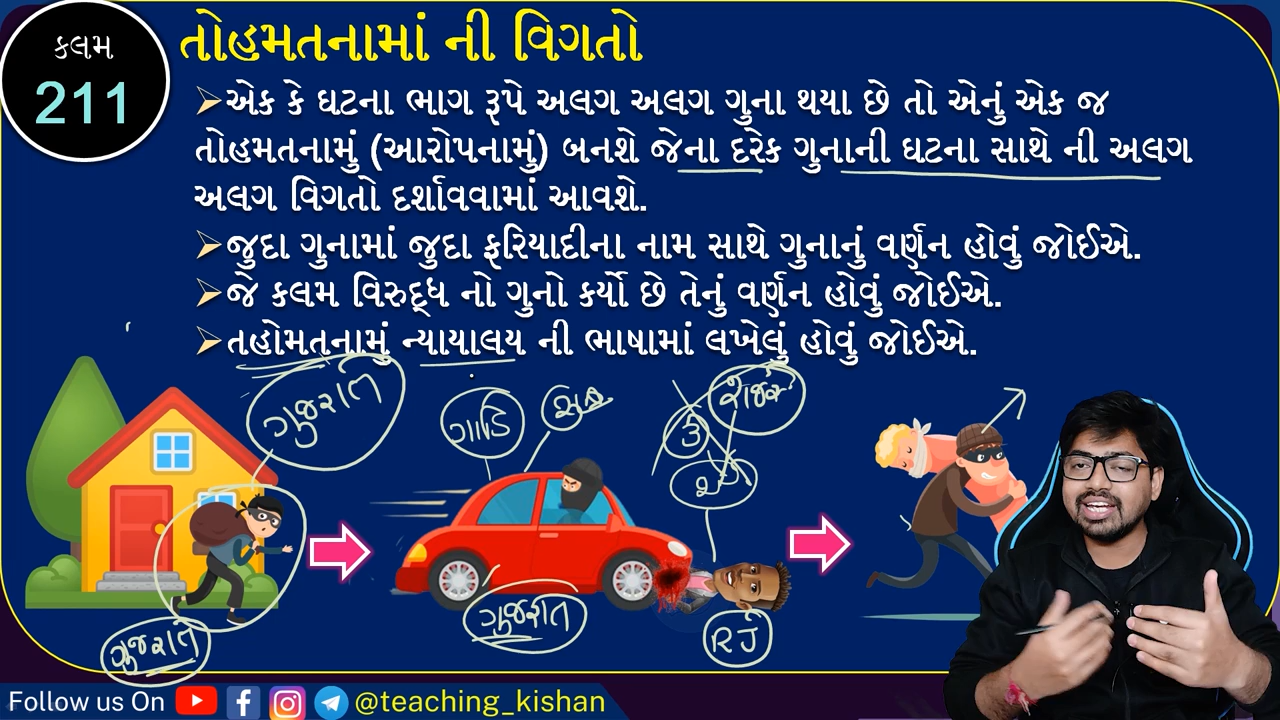 કલમ
211
તોહમતનામાં ની વિગતો
➢એક કે ઘટના ભાગ રૂપે અલગ અલગ ગુના થયા છે તો એનું એક જ
તોહમતનામું (આરોપનામું) બનશે જેના દરેક ગુનાની ઘટના સાથે ની અલગ
અલગ વિગતો દર્શાવવામાં આવશે.
➢જુદા ગુનામાં જુદા ફરિયાદીના નામ સાથે ગુનાનું વર્ણન હોવું જોઈએ.
➢જે કલમ વિરુદ્ધ નો ગુનો કર્યો છે તેનું વર્ણન હોવું જોઈએ.
➢તહોમતનામું ન્યાયાલય ની ભાષામાં લખેલું હોવું જોઈએ.
ગુજરાતિ
ગાડિ
ગુજરાત
ગુજરાત
RJ
Follow us On @teaching_kishan